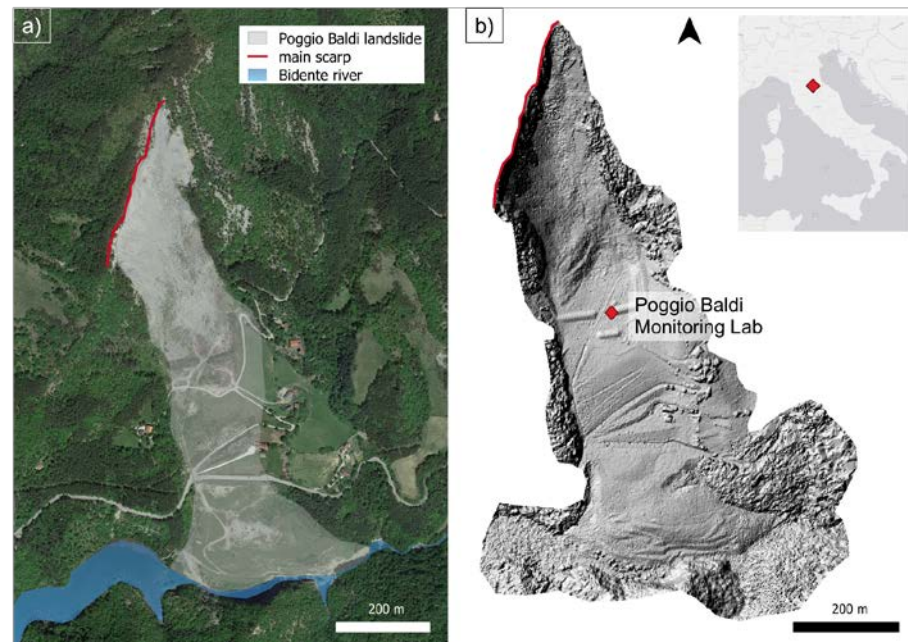 a)
Poggio Baldi landslide
main scarp
Bidente river
200 m
b)
Poggio Baldi
Monitoring Lab
200 m